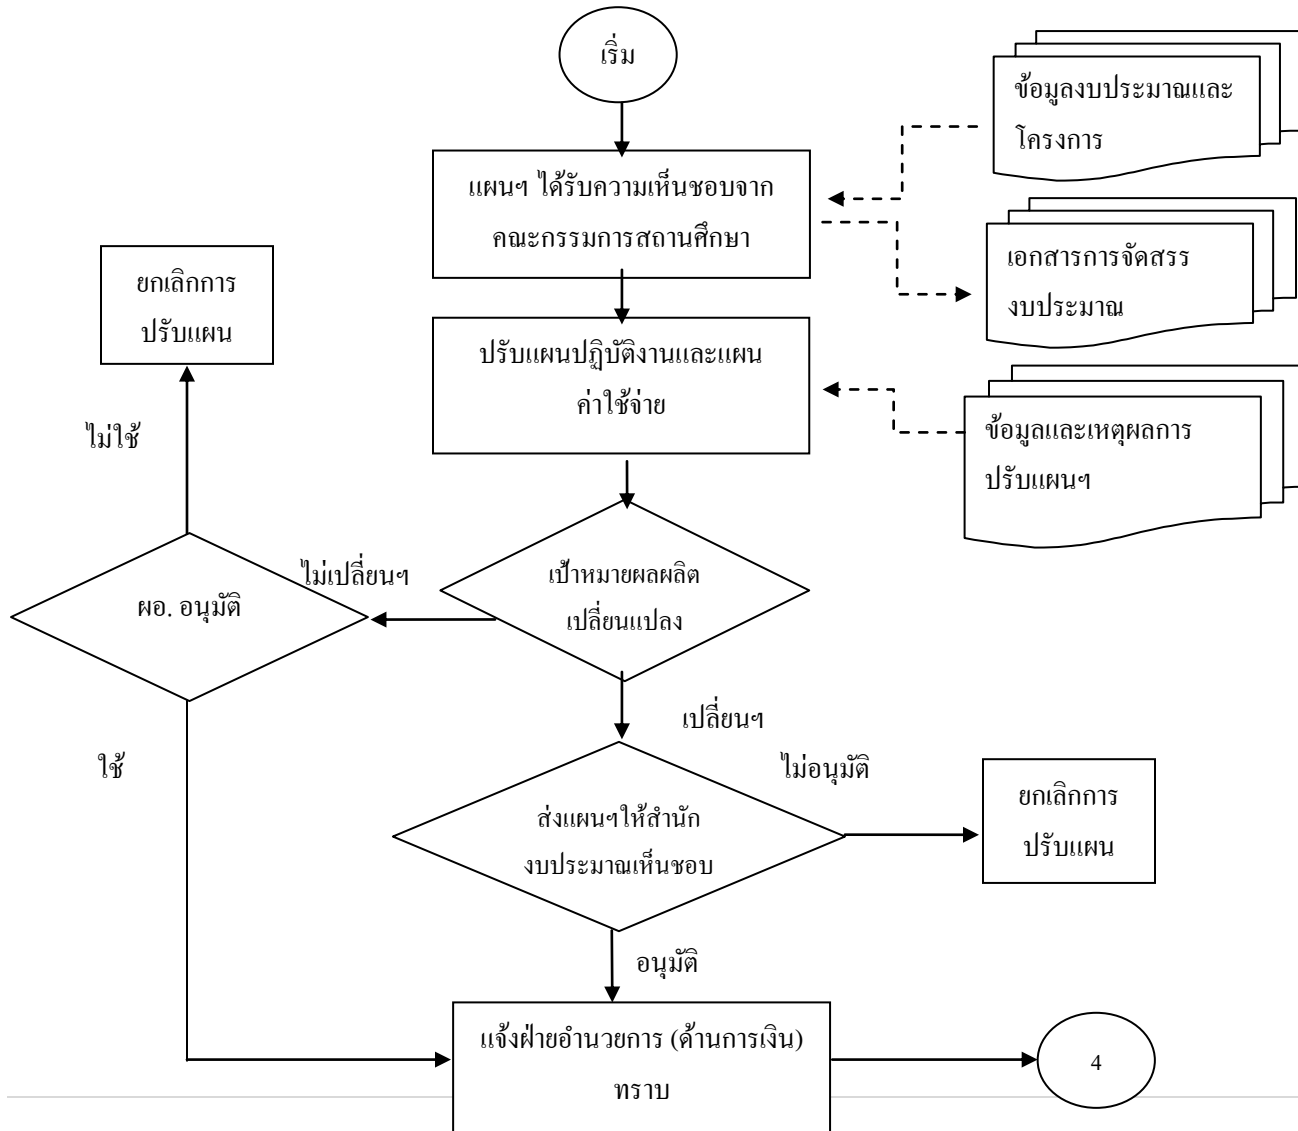 เริ่ม
ข้อมูลงบประมาณและ
โครงการ
แผนฯ ได้รับความเห็นชอบจาก
คณะกรรมการสถานศึกษา
เอกสารการจัดสรร
งบประมาณ
ยกเลิกการ
ปรับแผน
ปรับแผนปฏิบัติงานและแผน
ค่าใช้จ่าย
ข้อมูลและเหตุผลการ
ปรับแผนฯ
ไม่ใช้
เป้าหมายผลผลิต
เปลี่ยนแปลง
ไม่เปลี่ยนฯ
ผอ. อนุมัติ
เปลี่ยนฯ
ใช้
ไม่อนุมัติ
ส่งแผนฯให้สำนัก
งบประมาณเห็นชอบ
ยกเลิกการ
ปรับแผน
อนุมัติ
แจ้งฝ่ายอำนวยการ (ด้านการเงิน)
ทราบ
4